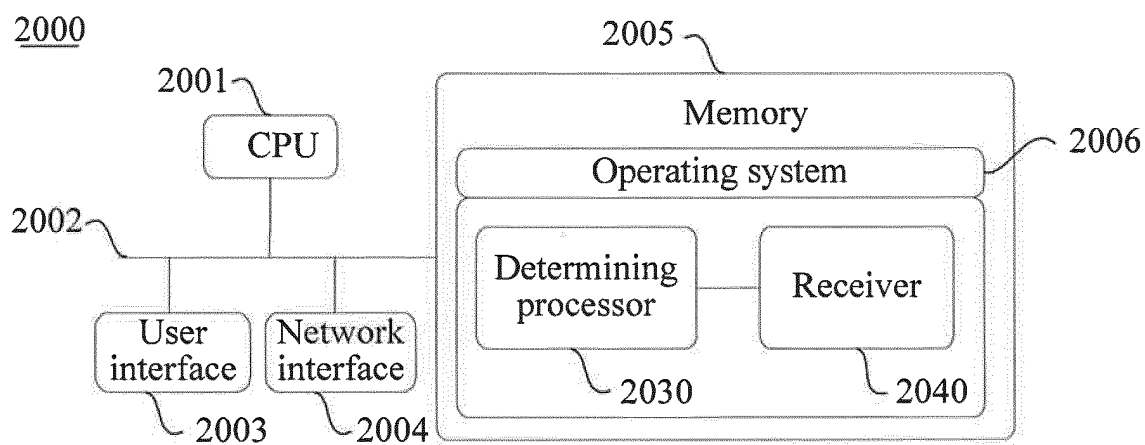 2000
2005
2001
Memory
CPU
2006
Operating system
2002
Determining
processor
Receiver
User
interface
Network
interface
2030
2040
2003
2004